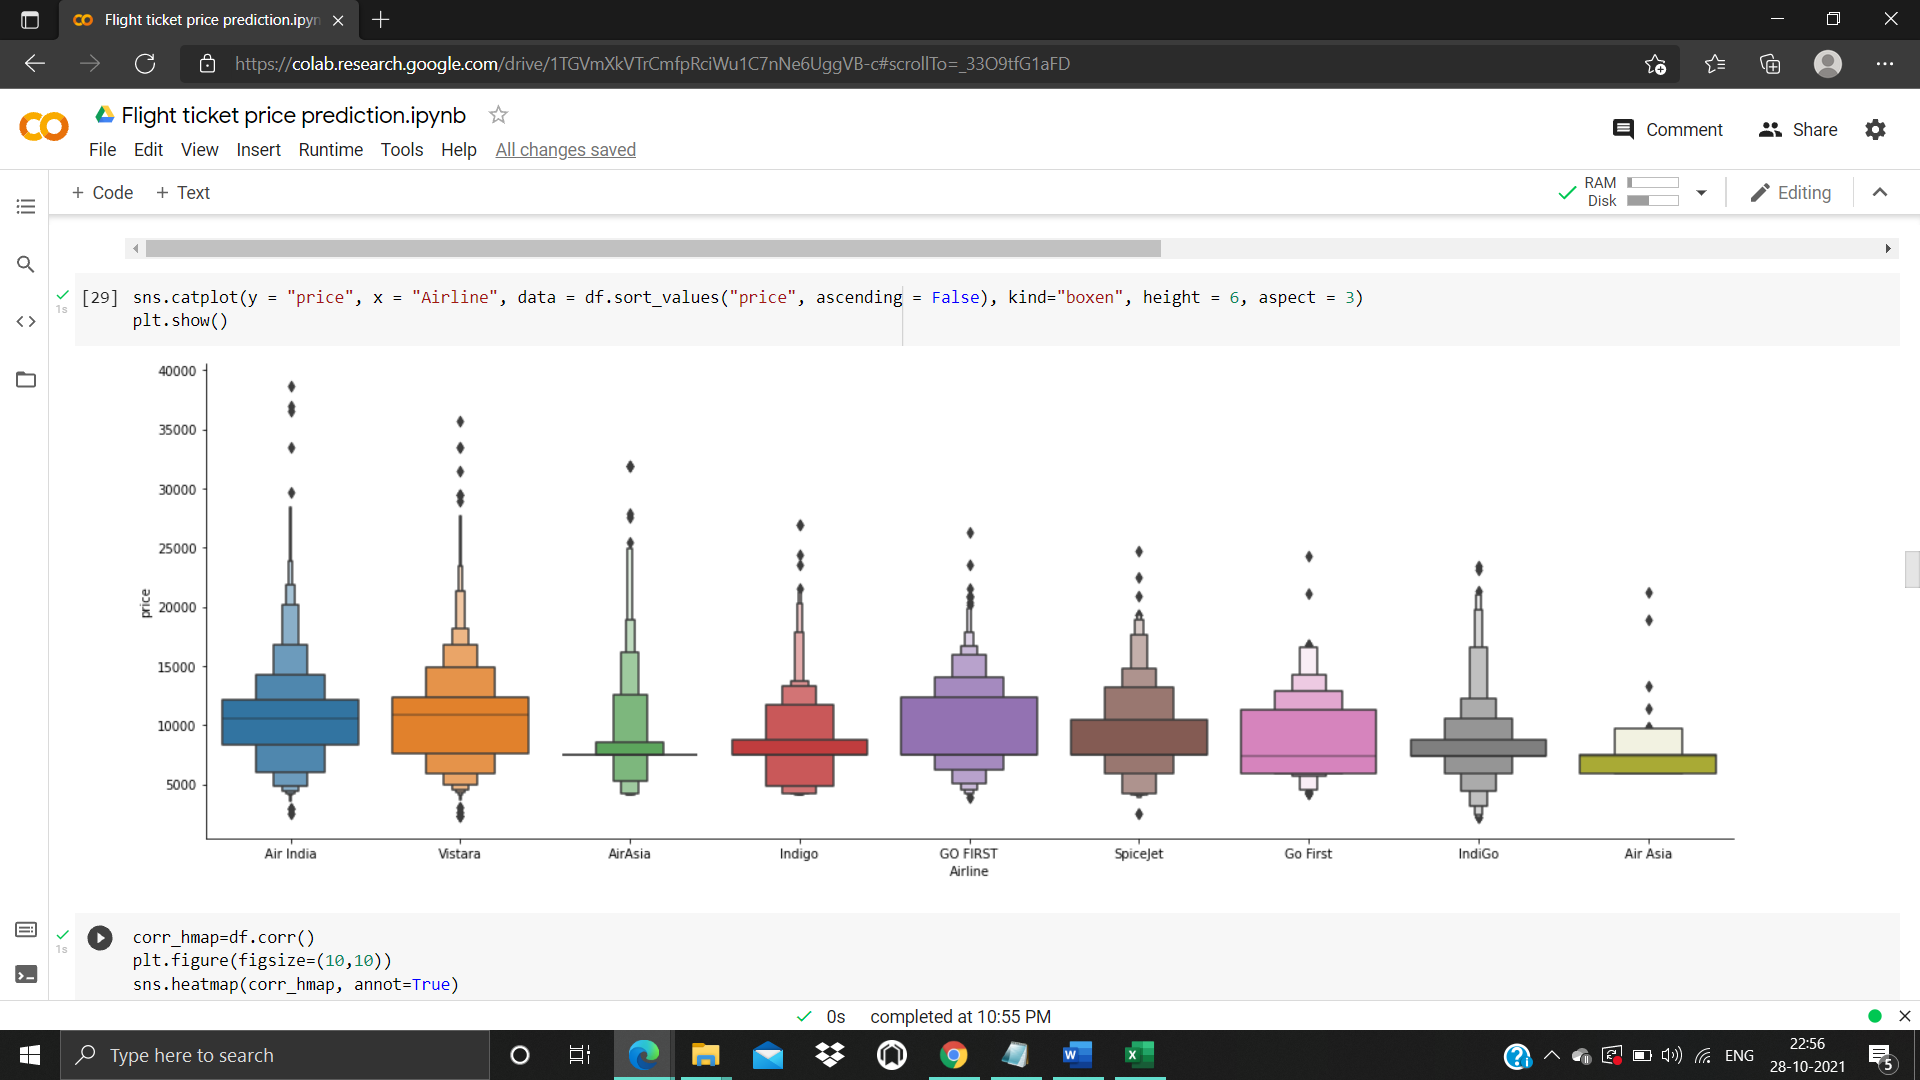 Flight ticket price prediction.ipyn
https://colab.research.google.com/drive/1TGVmXkVTrCmfpRciWu1C7nNe6UggVB-c#scrollTo=_33O9tfG1aFD
Flight ticket price prediction.ipynb
Comment
Share
File Edit View Insert Runtime Tools Help All changes saved
+ Code + Text
RAM
Disk
Editing
[29] sns.catplot(y = "price", x = "Airline", data = df.sort_values("price", ascending = False), kind="boxen", height = 6, aspect = 3)
1s
plt.show()
40000
35000
30000
25000
20000
15000
10000
5000
price
Air India Vistara AirAsia Indigo GO FIRST SpiceJet Go First IndiGo Air Asia
Airline
corr_hmap=df.corr()
1s
plt.figure(figsize=(10,10))
sns.heatmap(corr_hmap, annot=True)
0s completed at 10:55 PM
Type here to search
ENG
22:56
28-10-2021
5